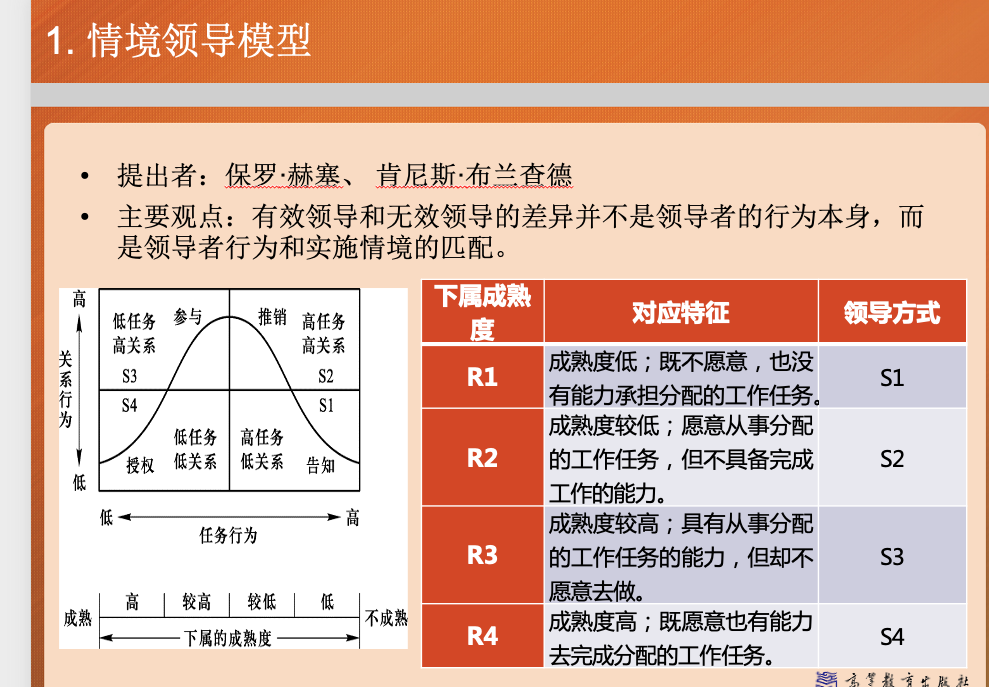 1. 情境领导模型
• 提出者：保罗·赫塞、 肯尼斯·布兰查德
• 主要观点：有效领导和无效领导的差异并不是领导者的行为本身，而
是领导者行为和实施情境的匹配。
高
关系行为
低
低任务
高关系
参与
推销
高任务
高关系
S3
S2
S4
S1
低任务
低关系
高任务
低关系
授权
告知
低
高
任务行为
高
较高
较低
低
成熟
不成熟
下属的成熟度
下属成熟
度
对应特征
领导方式
R1
成熟度低；既不愿意，也没
有能力承担分配的工作任务。
S1
R2
成熟度较低；愿意从事分配
的工作任务，但不具备完成
工作的能力。
S2
R3
成熟度较高；具有从事分配
的工作任务的能力，但却不
愿意去做。
S3
R4
成熟度高；既愿意也有能力
去完成分配的工作任务。
S4
高等教育出版社